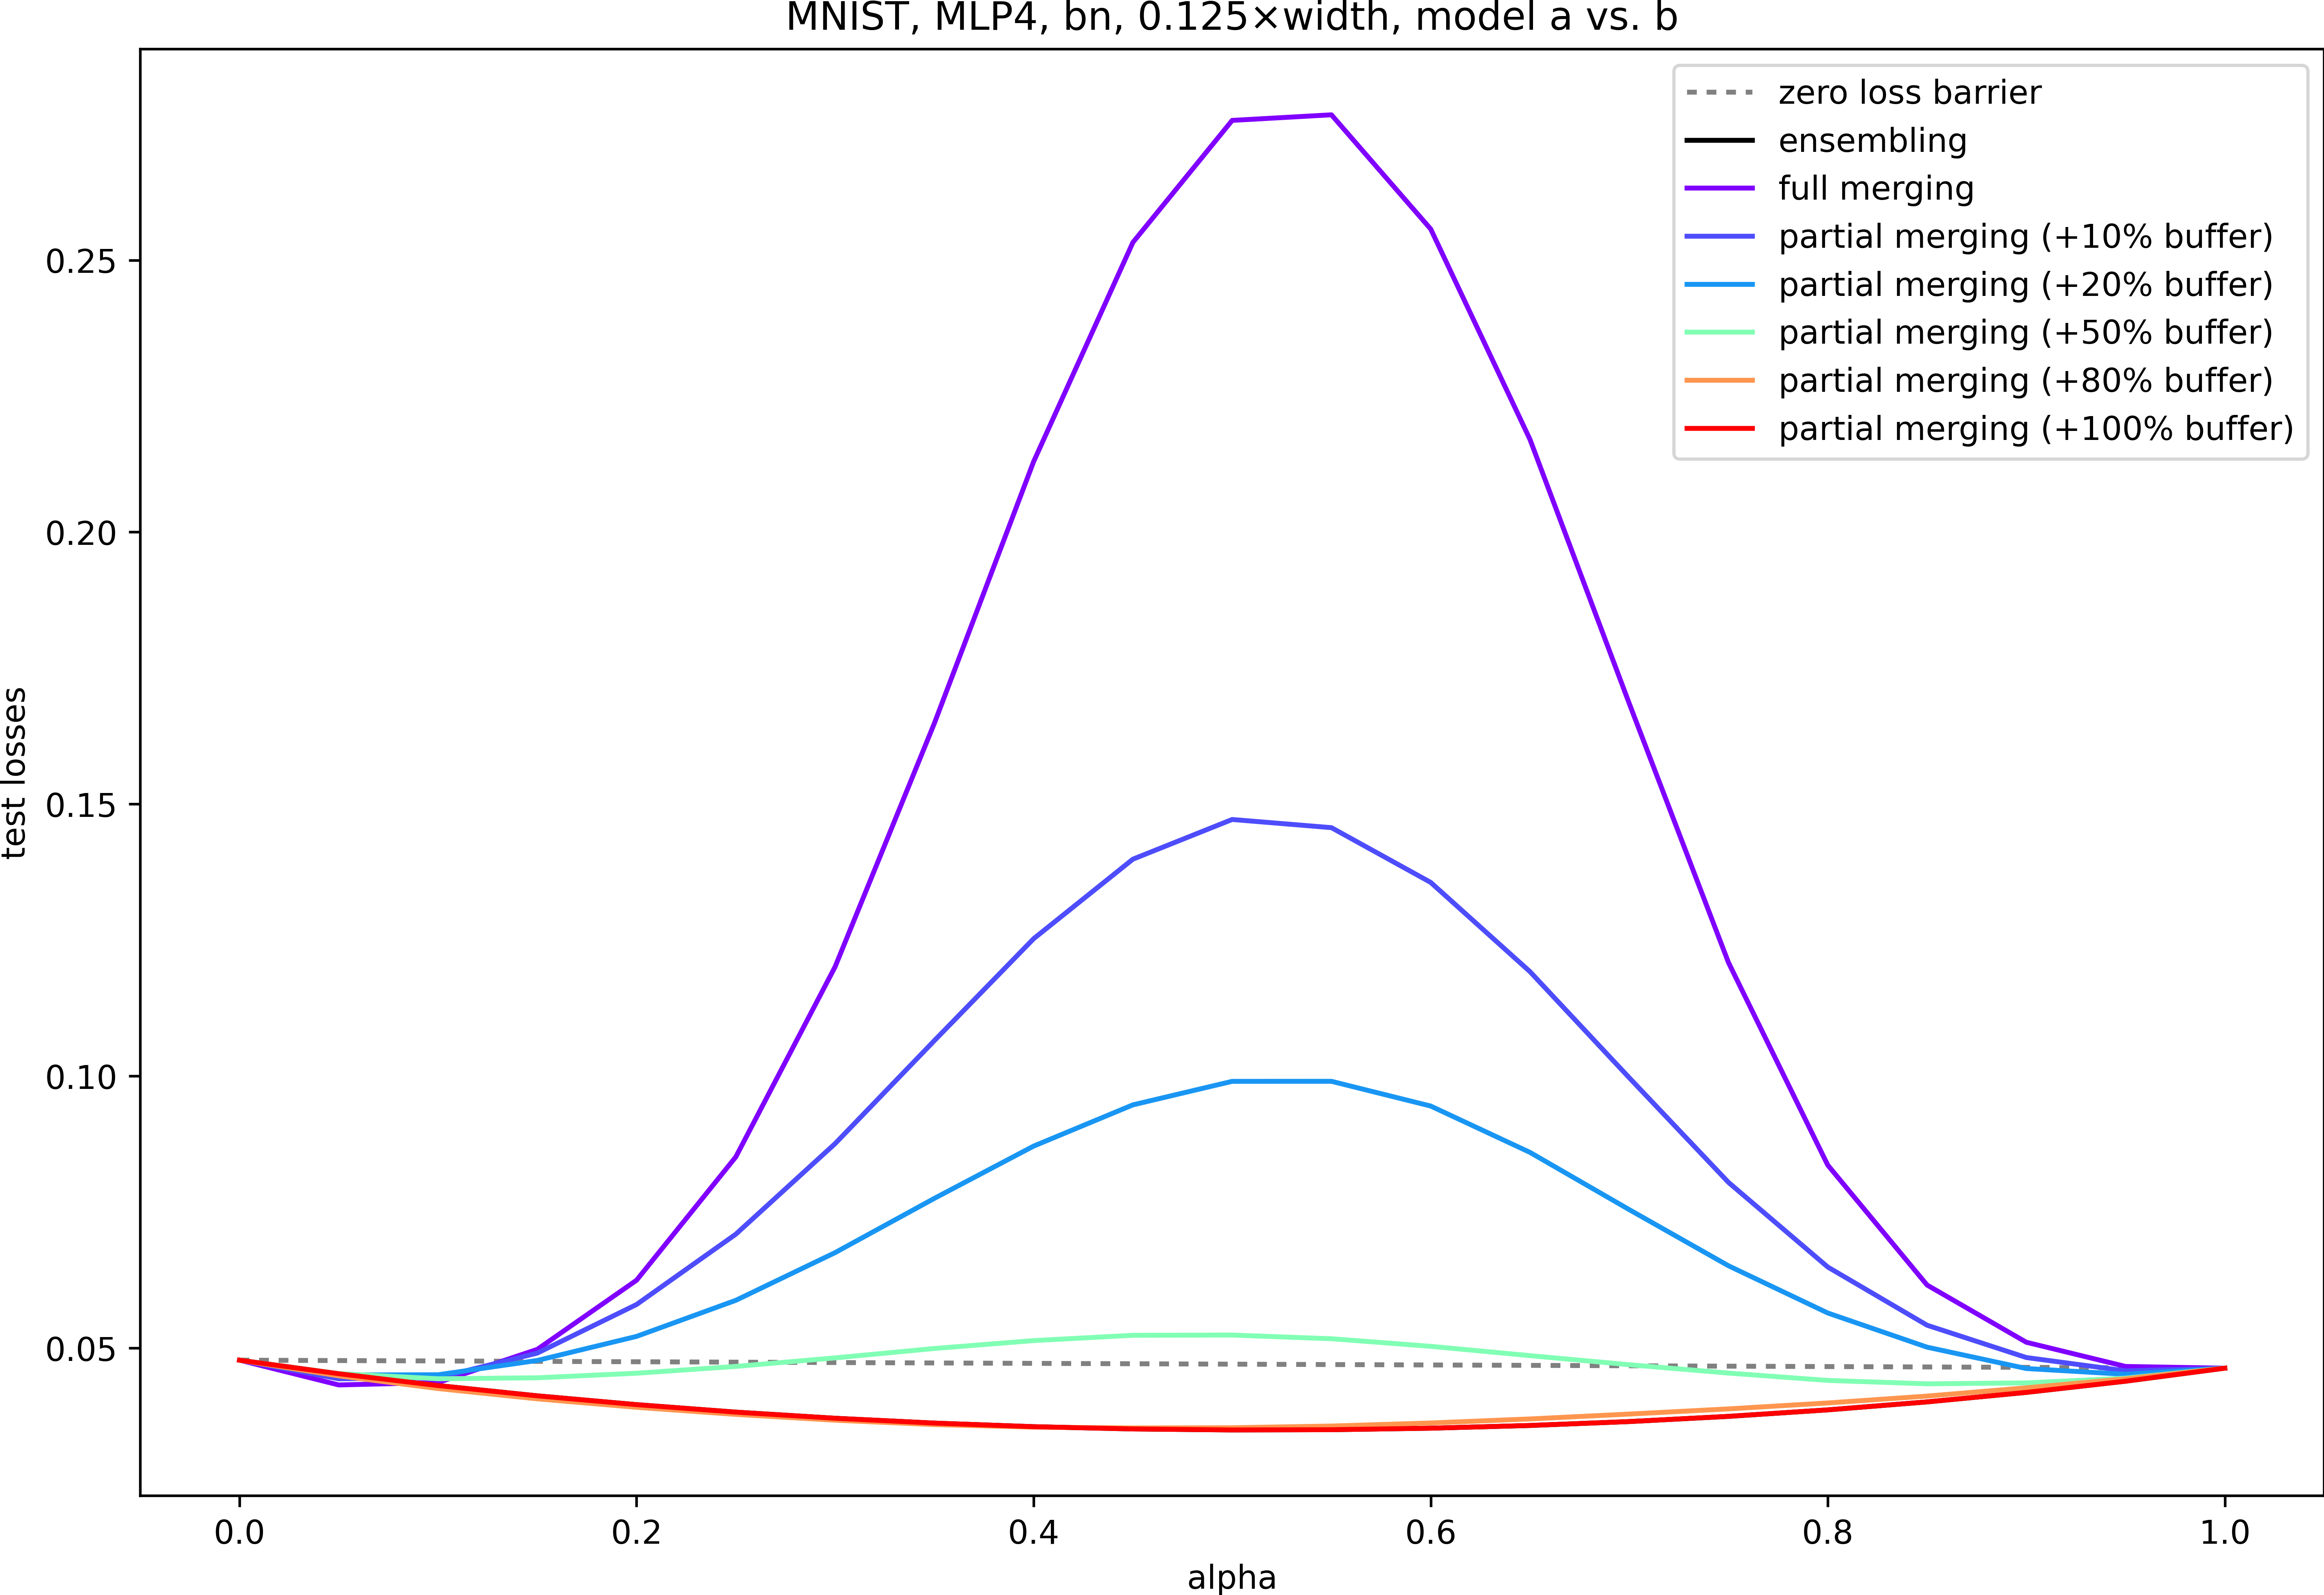 MNIST, MLP4, bn, 0.125×width, model a vs. b
zero loss barrier
ensembling
full merging
partial merging (+10% buffer)
partial merging (+20% buffer)
partial merging (+50% buffer)
partial merging (+80% buffer)
partial merging (+100% buffer)
test losses
0.25
0.20
0.15
0.10
0.05
0.0 0.2 0.4 0.6 0.8 1.0
alpha